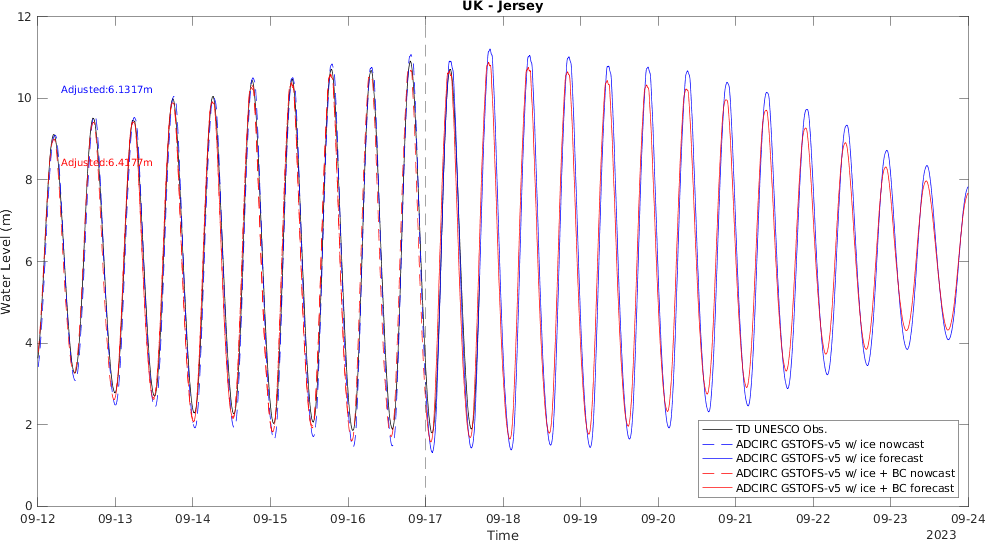 UK - Jersey
12
10
8
6
4
2
0
Water Level (m)
Adjusted:6.1317m
Adjusted:6.4177m
TD UNESCO Obs.
ADCIRC GSTOFS-v5 w/ ice nowcast
ADCIRC GSTOFS-v5 w/ ice forecast
ADCIRC GSTOFS-v5 w/ ice + BC nowcast
ADCIRC GSTOFS-v5 w/ ice + BC forecast
09-12 09-13 09-14 09-15 09-16 09-17 09-18 09-19 09-20 09-21 09-22 09-23 09-24
Time
2023